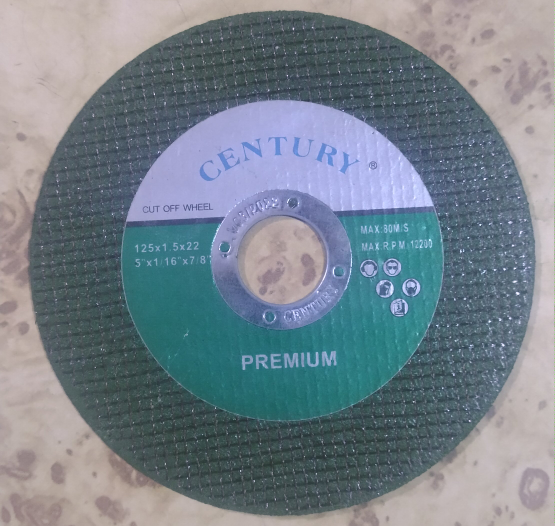 CENTURY ®
CUT OFF WHEEL
125x1.5x22
5"x1/16"x7/8"
MAX:80M/S
MAX R.P.M:12200
CENTURY
PREMIUM